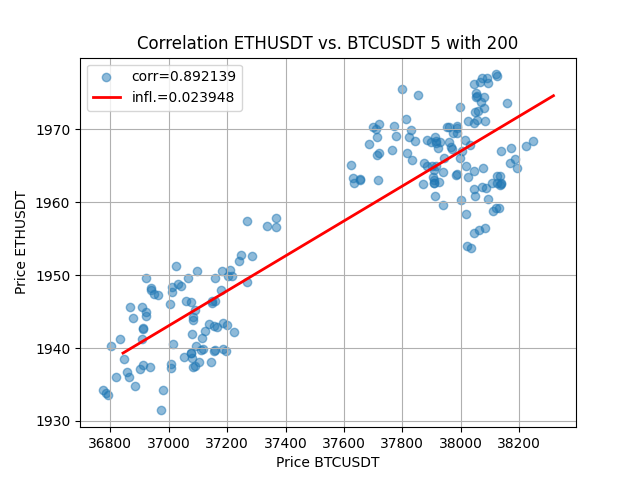 Correlation ETHUSDT vs. BTCUSDT 5 with 200
corr=0.892139
infl.=0.023948
Price ETHUSDT
1970
1960
1950
1940
1930
36800 37000 37200 37400 37600 37800 38000 38200
Price BTCUSDT